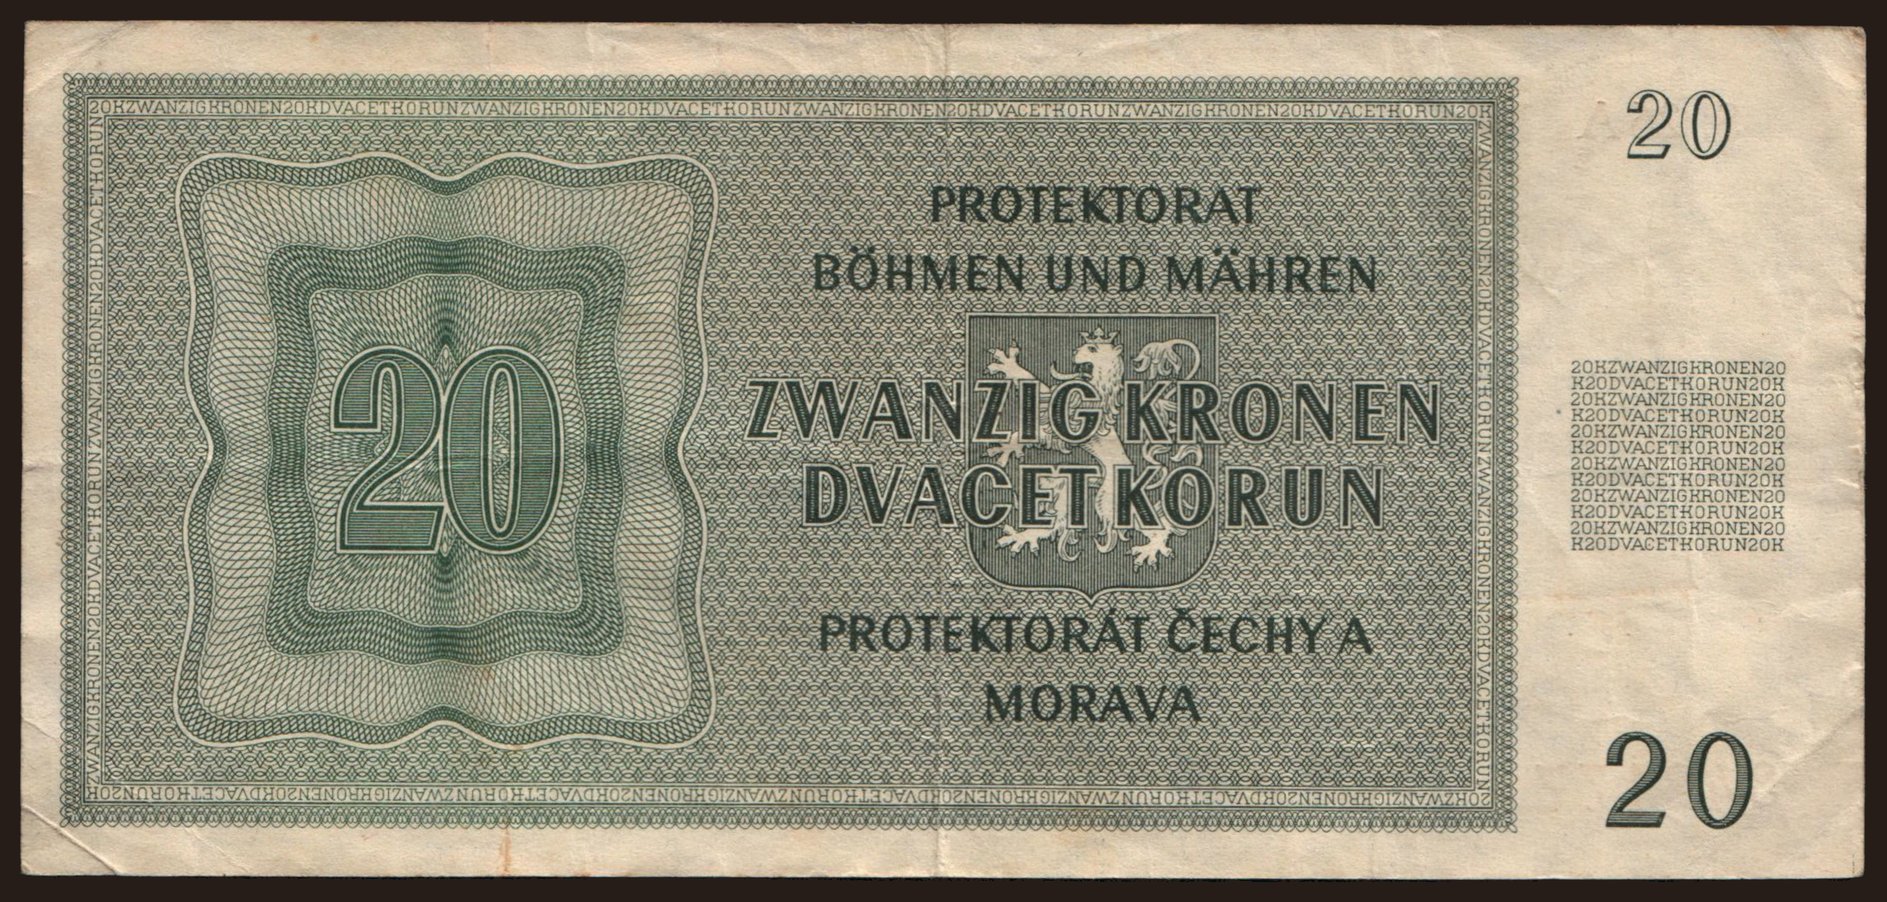 20KZWANZIGKRONEN20KDVACETKORUNZWANZIGKRONEN20KDVACETKORUNZWANZIGKRONEN20KDVACETKORUNZWANZIGKRONEN20KDVACETKORUN20K
20
PROTEKTORAT
BÖHMEN UND MÄHREN
20
ZWANZIG KRONEN
DVACET KORUN
PROTEKTORÁT ČECHY A
MORAVA
20KZWANZIGKRONEN20
K20DVACETKORUN20K
20KZWANZIGKRONEN20
K20DVACETKORUN20K
20KZWANZIGKRONEN20
K20DVACETKORUN20K
20KZWANZIGKRONEN20
K20DVACETKORUN20K
20KZWANZIGKRONEN20
K20DVACETKORUN20K
20KZWANZIGKRONEN20
K20DVACETKORUN20K
20